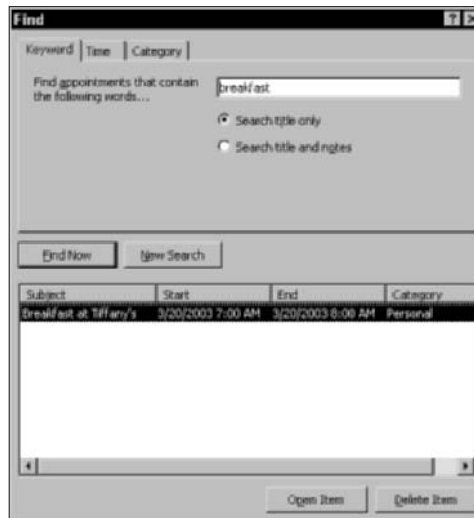 Find
Keyword Time Category
Find appointments that contain
the following words...
breakfast
Search title only
Search title and notes
Find Now New Search
Subject Start End Category
Breakfast at Tiffany's 3/20/2003 7:00 AM 3/20/2003 8:00 AM Personal
Open Item Delete Item